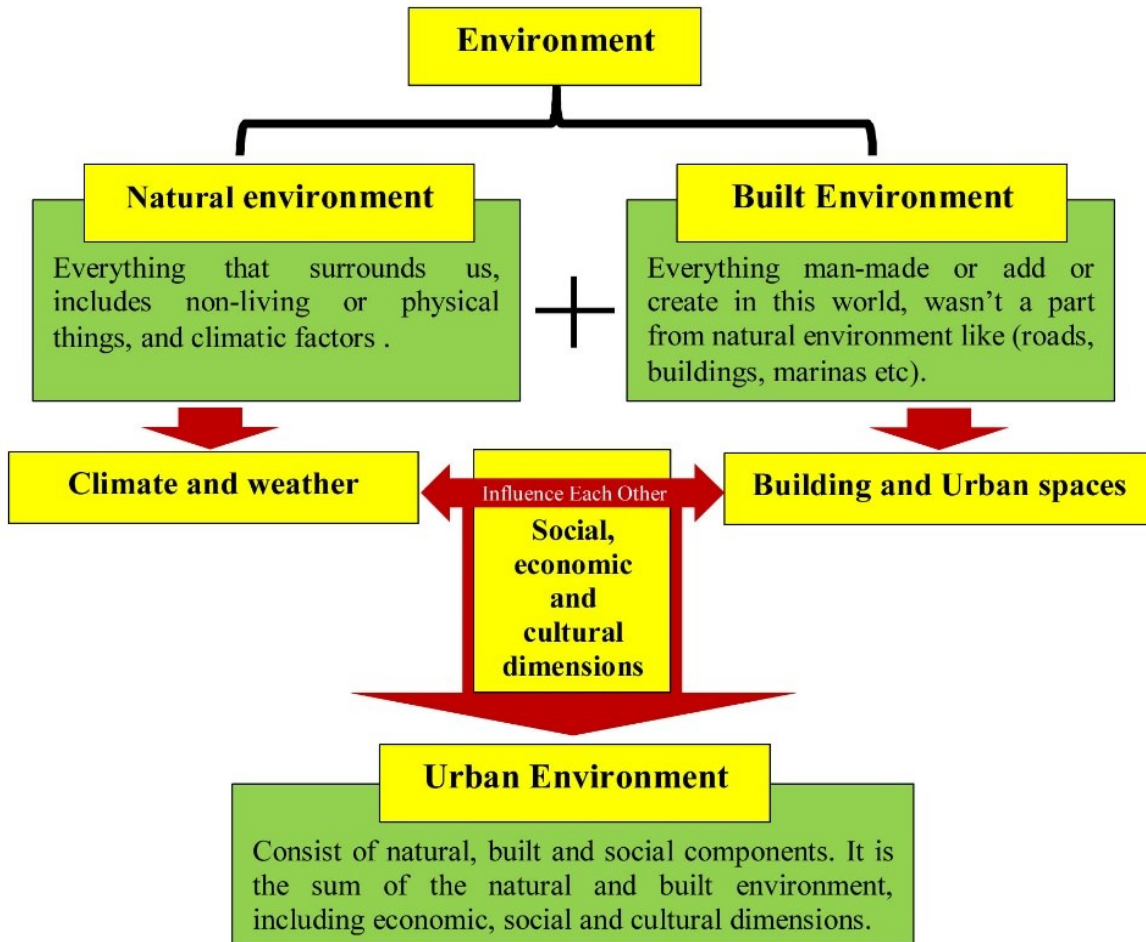 Environment
Natural environment
Everything that surrounds us,
includes non-living or physical
things, and climatic factors .
Built Environment
Everything man-made or add or
create in this world, wasn’t a part
from natural environment like (roads,
buildings, marinas etc).
Climate and weather
Influence Each Other
Building and Urban spaces
Social,
economic
and
cultural
dimensions
Urban Environment
Consist of natural, built and social components. It is
the sum of the natural and built environment,
including economic, social and cultural dimensions.